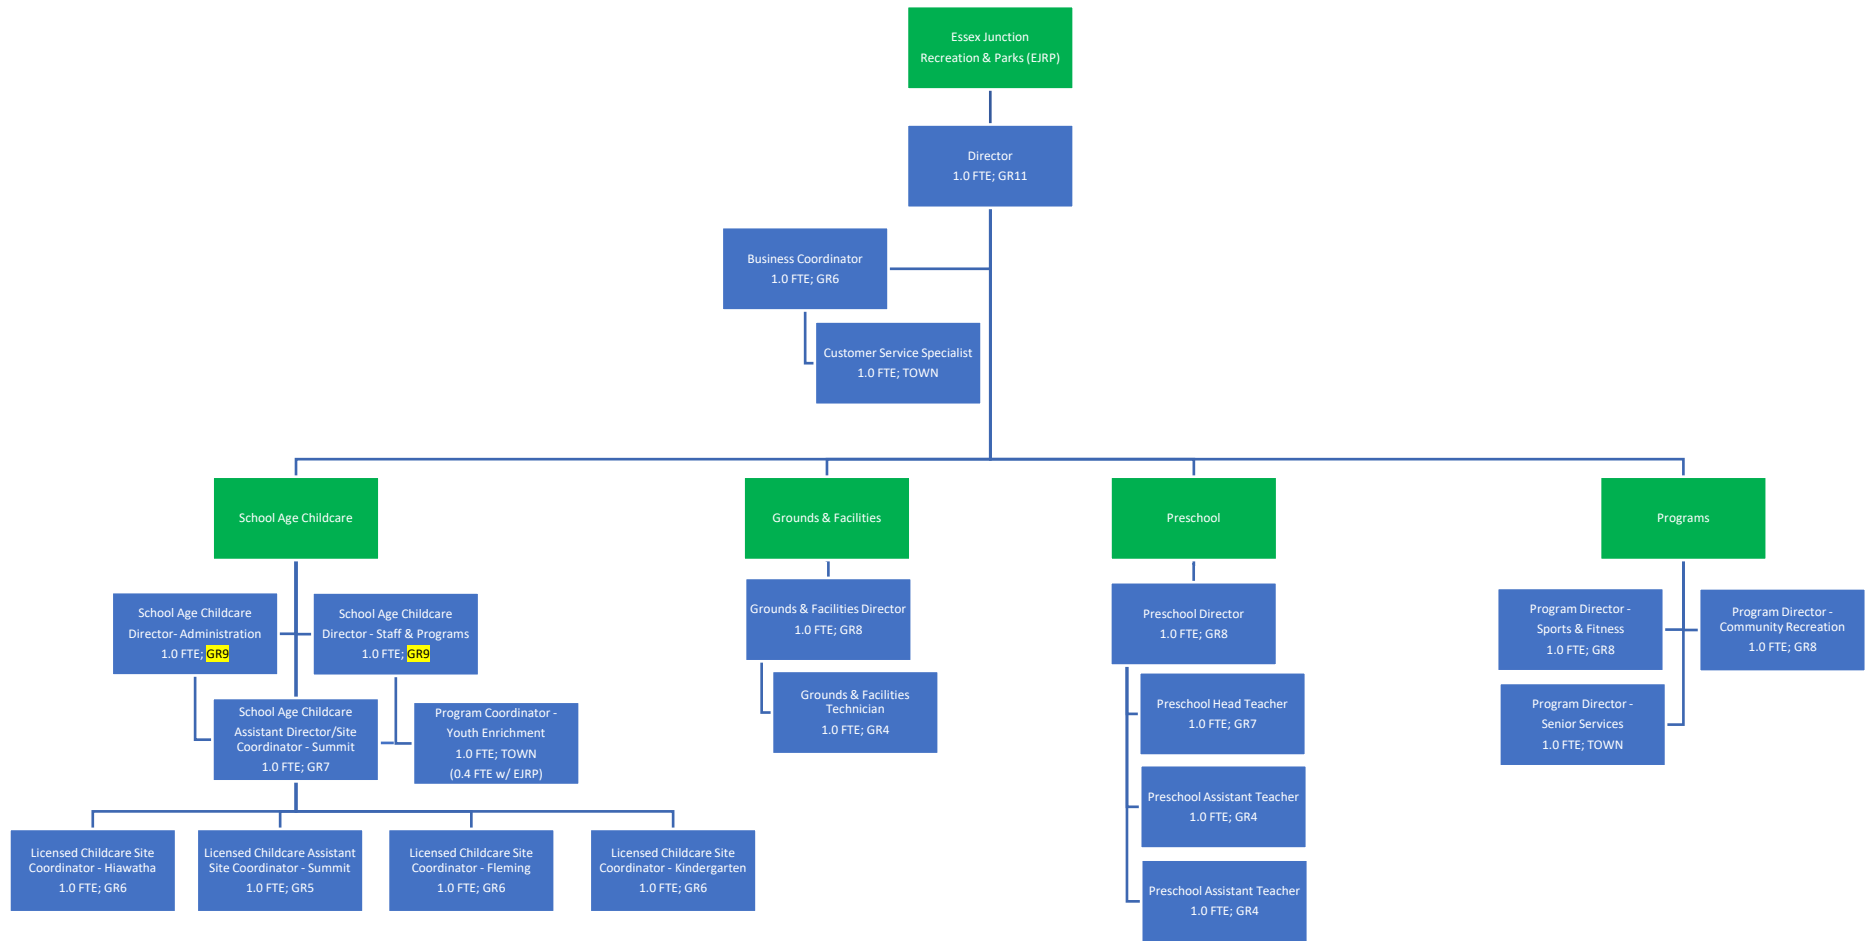 Essex Junction
Recreation & Parks (EJRP)
Director
1.0 FTE; GR11
Business Coordinator
1.0 FTE; GR6
Customer Service Specialist
1.0 FTE; TOWN
School Age Childcare
Grounds & Facilities
Preschool
Programs
School Age Childcare
Director- Administration
1.0 FTE; GR9
School Age Childcare
Director - Staff & Programs
1.0 FTE; GR9
School Age Childcare
Assistant Director/Site
Coordinator - Summit
1.0 FTE; GR7
Program Coordinator -
Youth Enrichment
1.0 FTE; TOWN
(0.4 FTE w/ EJRP)
Licensed Childcare Site
Coordinator - Hiawatha
1.0 FTE; GR6
Licensed Childcare Assistant
Site Coordinator - Summit
1.0 FTE; GR5
Licensed Childcare Site
Coordinator - Fleming
1.0 FTE; GR6
Licensed Childcare Site
Coordinator - Kindergarten
1.0 FTE; GR6
Grounds & Facilities Director
1.0 FTE; GR8
Grounds & Facilities
Technician
1.0 FTE; GR4
Preschool Director
1.0 FTE; GR8
Preschool Head Teacher
1.0 FTE; GR7
Preschool Assistant Teacher
1.0 FTE; GR4
Preschool Assistant Teacher
1.0 FTE; GR4
Program Director -
Sports & Fitness
1.0 FTE; GR8
Program Director -
Community Recreation
1.0 FTE; GR8
Program Director -
Senior Services
1.0 FTE; TOWN